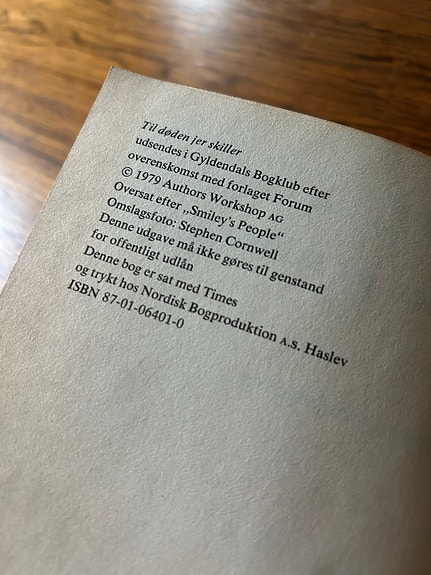 Til døden jer skiller
udsendes i Gyldendals Bogklub efter
overenskomst med forlaget Forum
© 1979 Authors Workshop AG
Oversat efter „Smiley's People“
Omslagsfoto: Stephen Cornwell
Denne udgave må ikke gøres til genstand
for offentligt udlån
Denne bog er sat med Times
og trykt hos Nordisk Bogproduktion A.S. Haslev
ISBN 87-01-06401-0